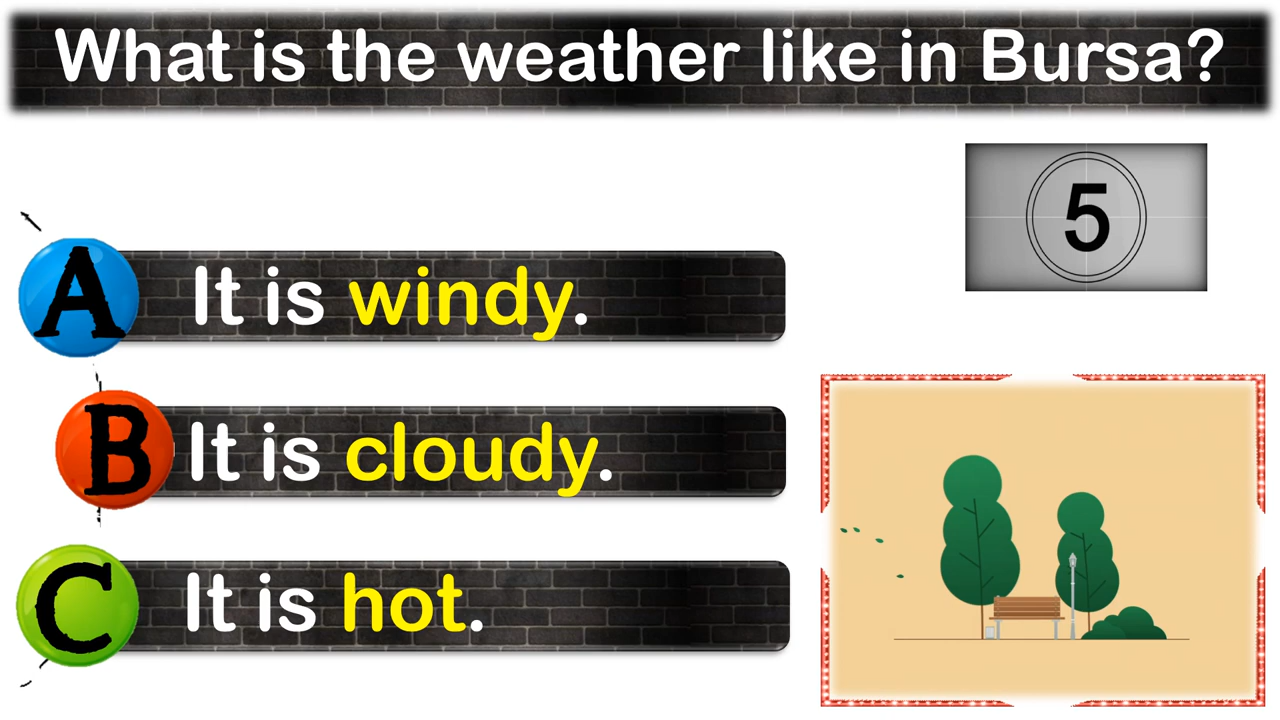 What is the weather like in Bursa?
5
A It is windy.
B It is cloudy.
C It is hot.